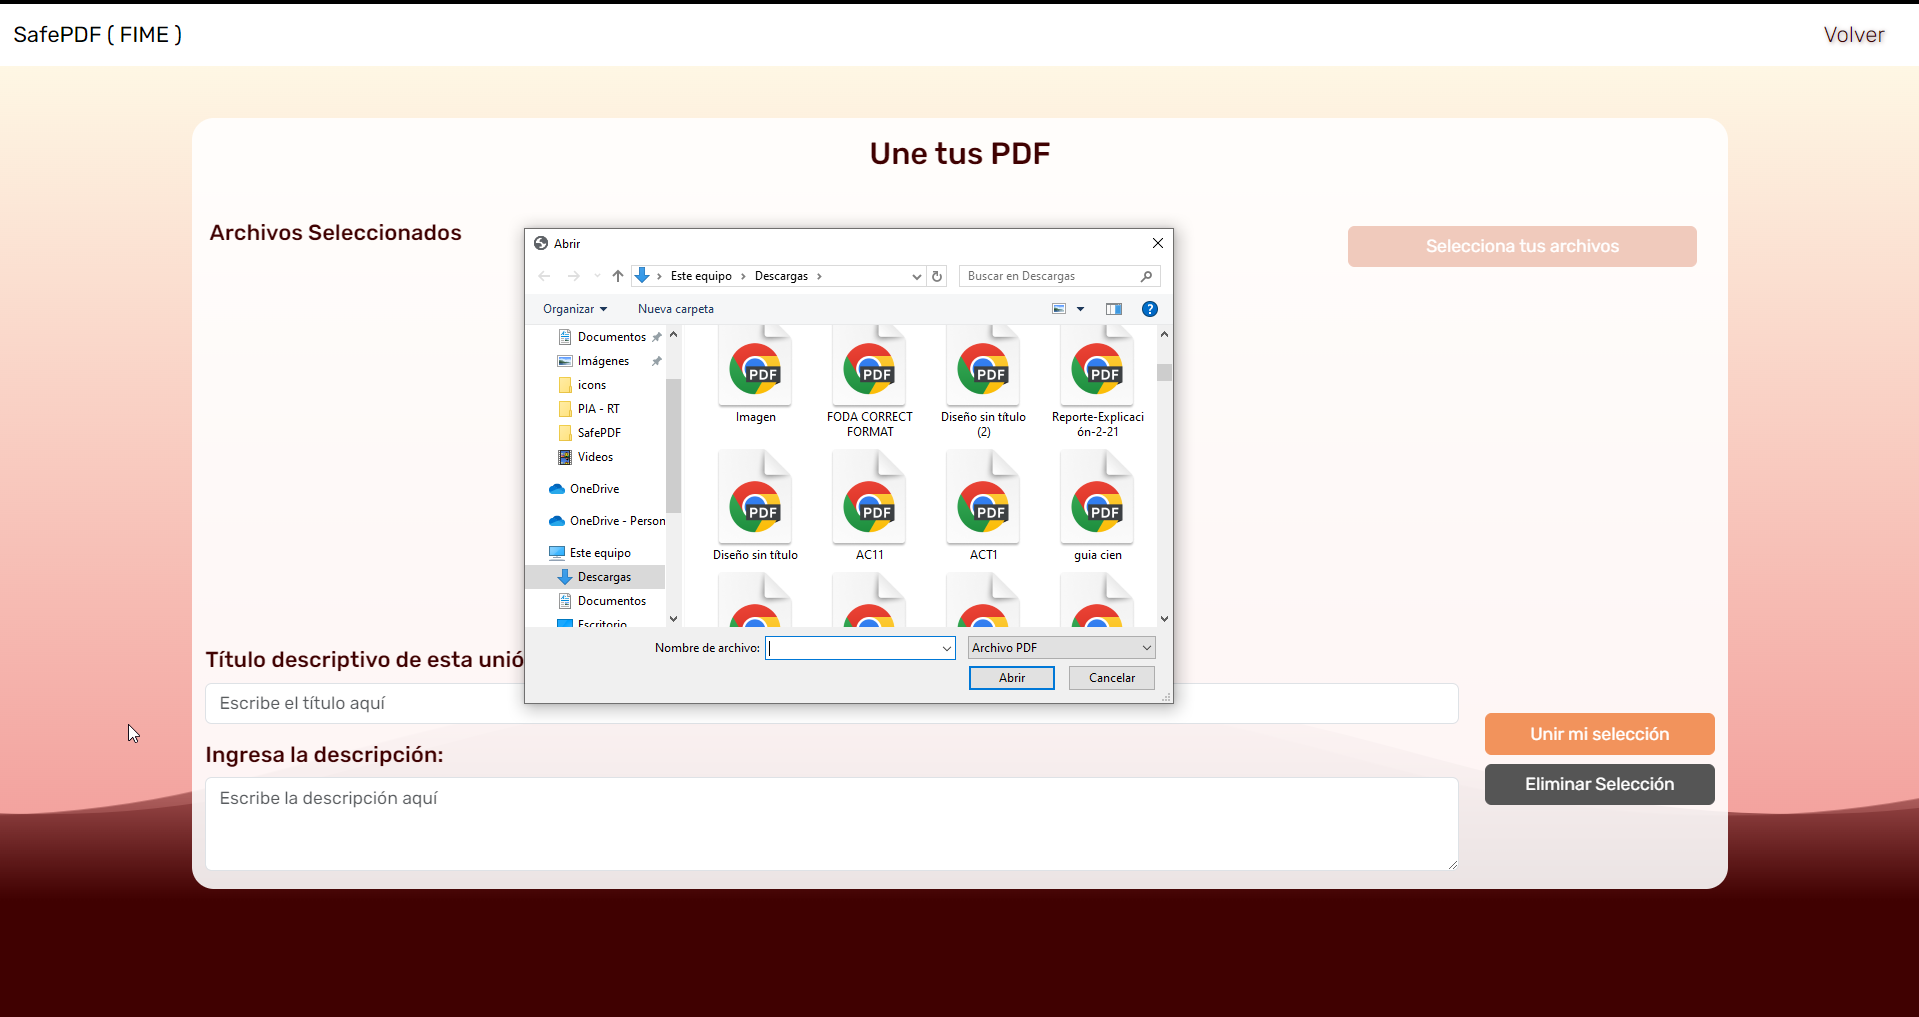 SafePDF ( FIME )
Volver
Une tus PDF
Archivos Seleccionados
Selecciona tus archivos
Abrir
Este equipo
Descargas
Buscar en Descargas
Organizar
Nueva carpeta
Documentos
Imágenes
icons
PIA - RT
SafePDF
Videos
OneDrive
OneDrive - Person
Este equipo
Descargas
Documentos
Escritorio
PDF
PDF
PDF
PDF
Imagen
FODA CORRECT
FORMAT
Diseño sin título
(2)
Reporte-Explicaci
ón-2-21
PDF
PDF
PDF
PDF
Diseño sin título
AC11
ACT1
guia cien
Nombre de archivo:
Archivo PDF
Abrir
Cancelar
Título descriptivo de esta unió
Escribe el título aquí
Ingresa la descripción:
Escribe la descripción aquí
Unir mi selección
Eliminar Selección